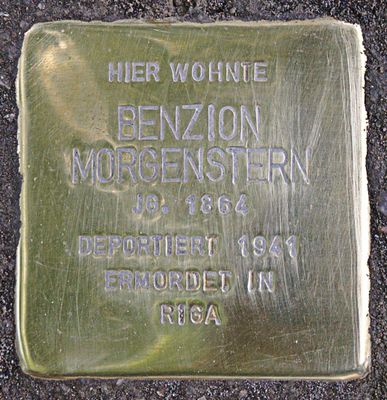 HIER WOHNTE
BENZION
MORGENSTERN
JG. 1864
DEPORTIERT 1941
ERMORDET IN
RIGA